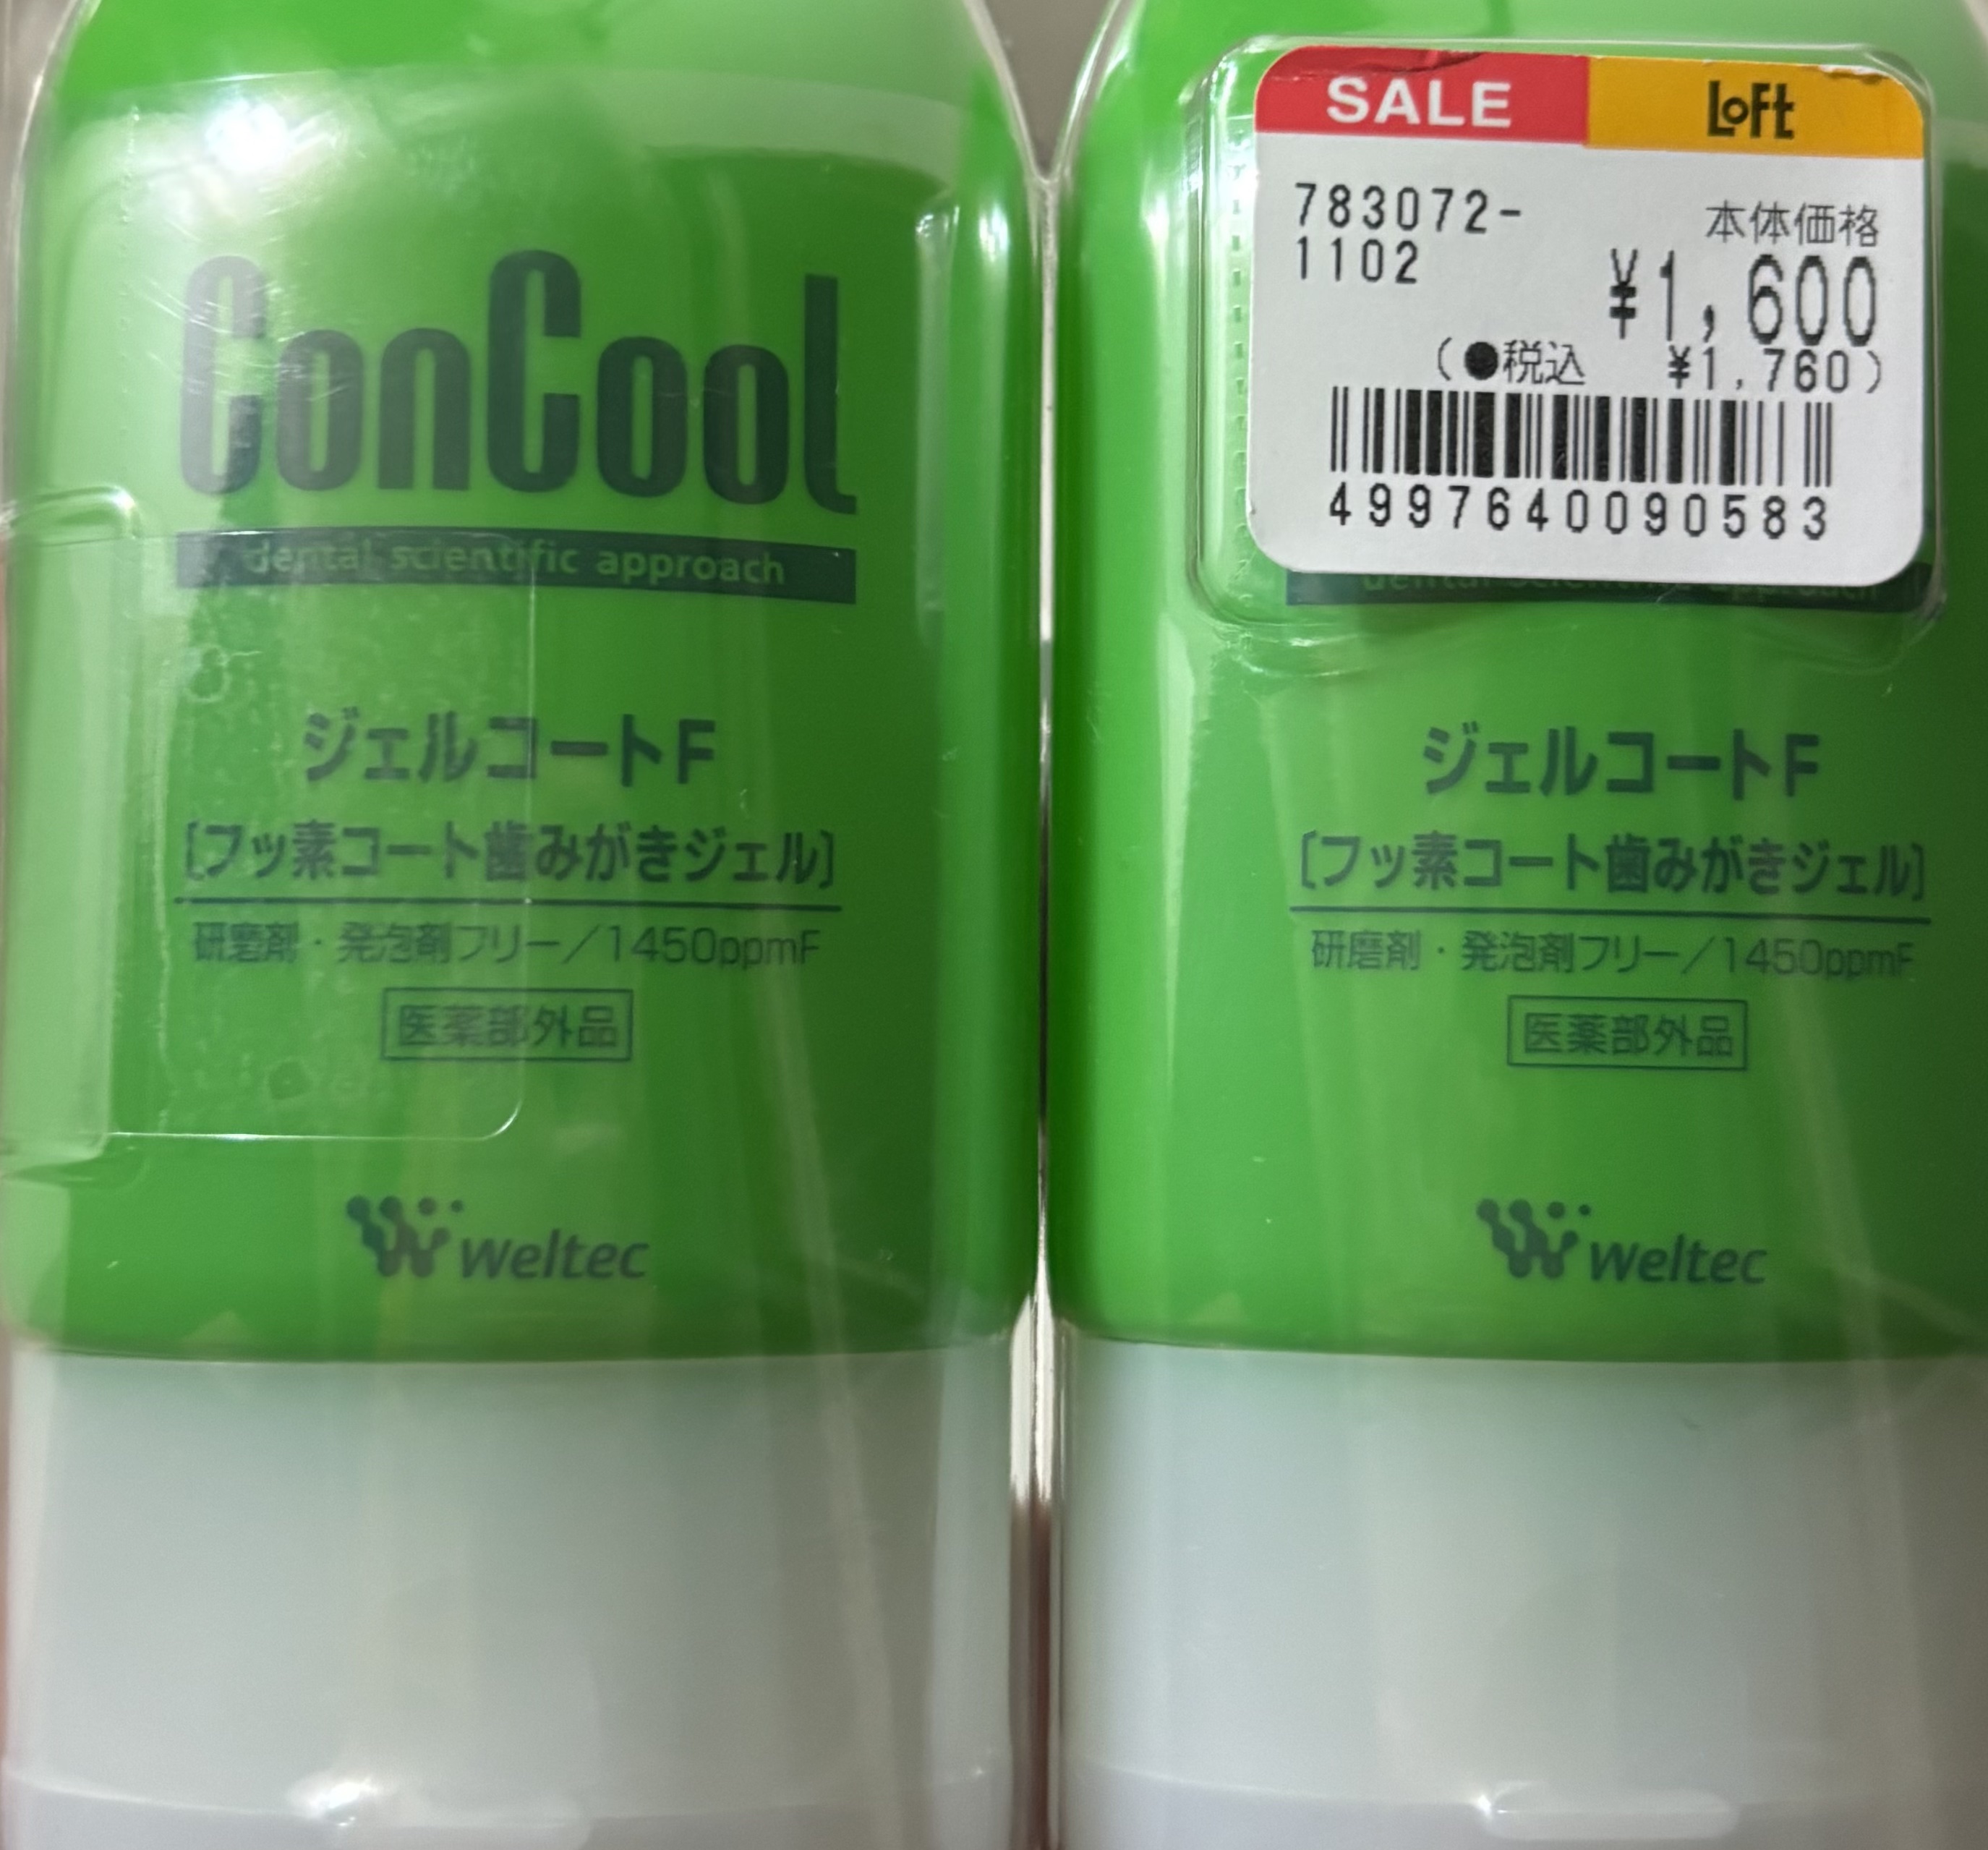 ConCool
dental scientific approach
ジェルコートF
[フッ素コート歯みがきジェル]
研磨剤・発泡剤フリー/1450ppmF
医薬部外品
weltec
SALE
LoFt
783072-
1102
本体価格
¥1,600
(●税込 ¥1,760)
4997640090583
dental scientific approach
ジェルコートF
[フッ素コート歯みがきジェル]
研磨剤・発泡剤フリー/1450ppmF
医薬部外品
weltec